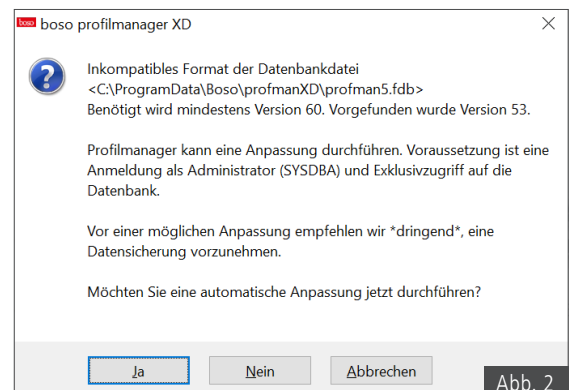 boso boso profilmanager XD
Inkompatibles Format der Datenbankdatei
<C:\ProgramData\Boso\profmanXD\profman5.fdb>
Benötigt wird mindestens Version 60. Vorgefunden wurde Version 53.
Profilmanager kann eine Anpassung durchführen. Voraussetzung ist eine
Anmeldung als Administrator (SYSDBA) und Exklusivzugriff auf die
Datenbank.
Vor einer möglichen Anpassung empfehlen wir *dringend*, eine
Datensicherung vorzunehmen.
Möchten Sie eine automatische Anpassung jetzt durchführen?
Ja Nein Abbrechen
Abb. 2